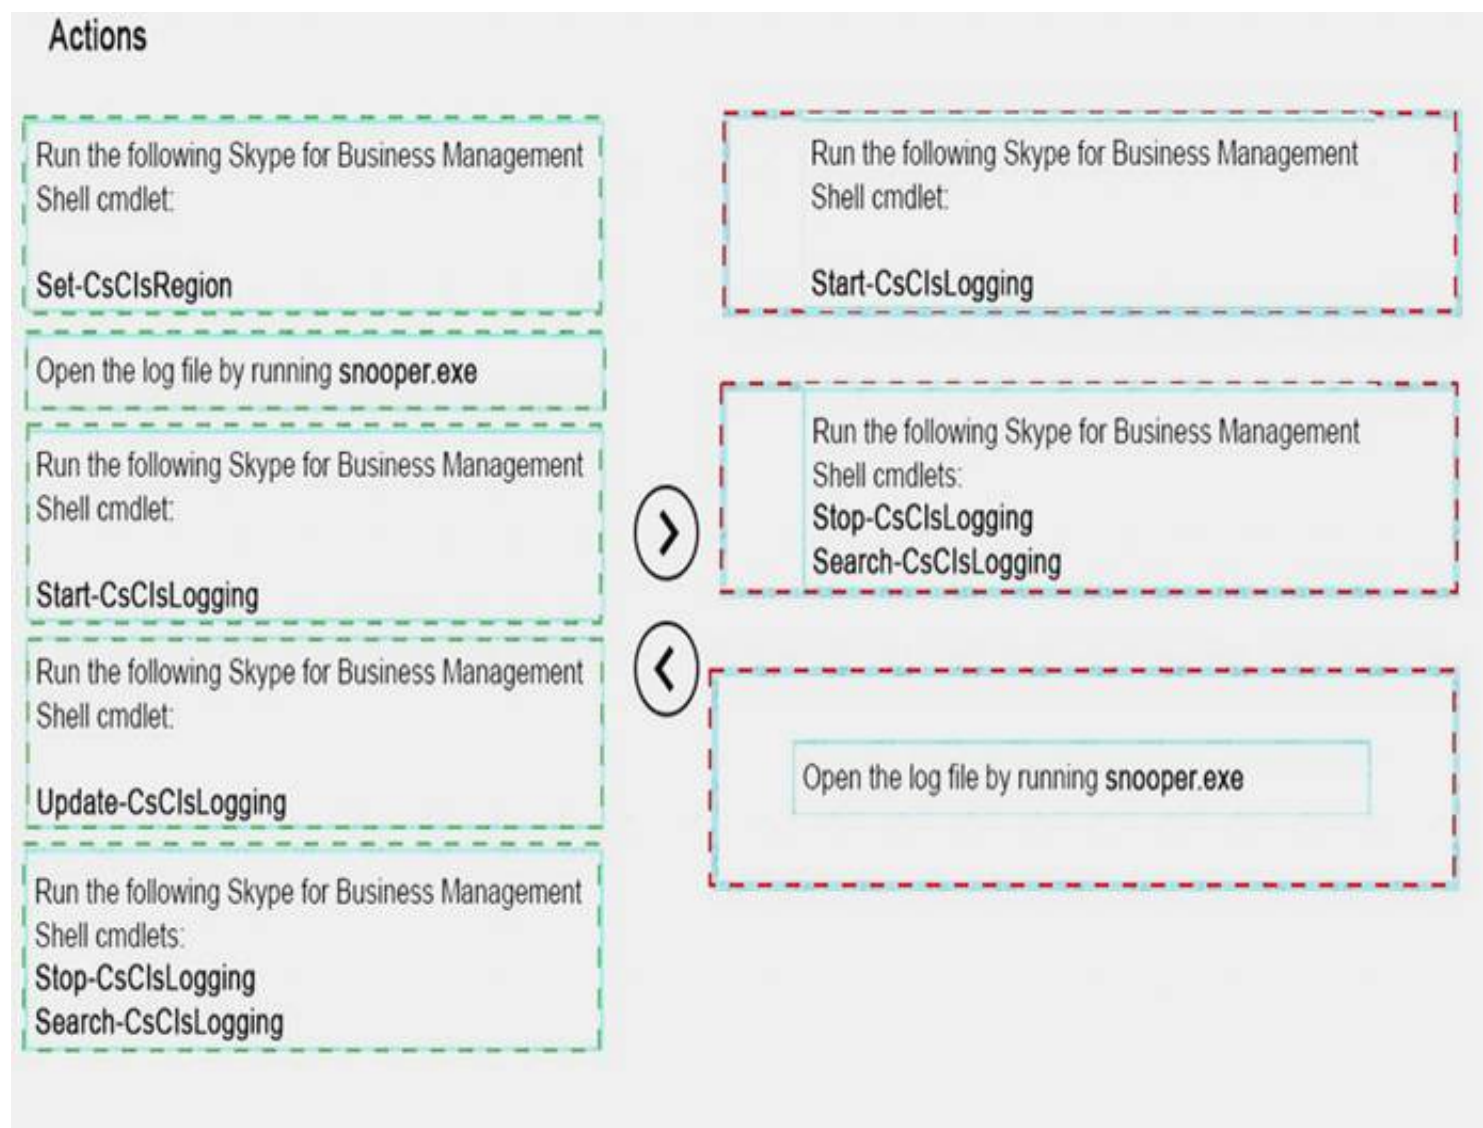 Actions
Run the following Skype for Business Management
Shell cmdlet:
Set-CsClsRegion
Open the log file by running snooper.exe
Run the following Skype for Business Management
Shell cmdlet:
Start-CsClsLogging
Run the following Skype for Business Management
Shell cmdlet:
Update-CsClsLogging
Run the following Skype for Business Management
Shell cmdlets:
Stop-CsClsLogging
Search-CsClsLogging
Run the following Skype for Business Management
Shell cmdlet:
Start-CsClsLogging
Run the following Skype for Business Management
Shell cmdlets:
Stop-CsClsLogging
Search-CsClsLogging
Open the log file by running snooper.exe